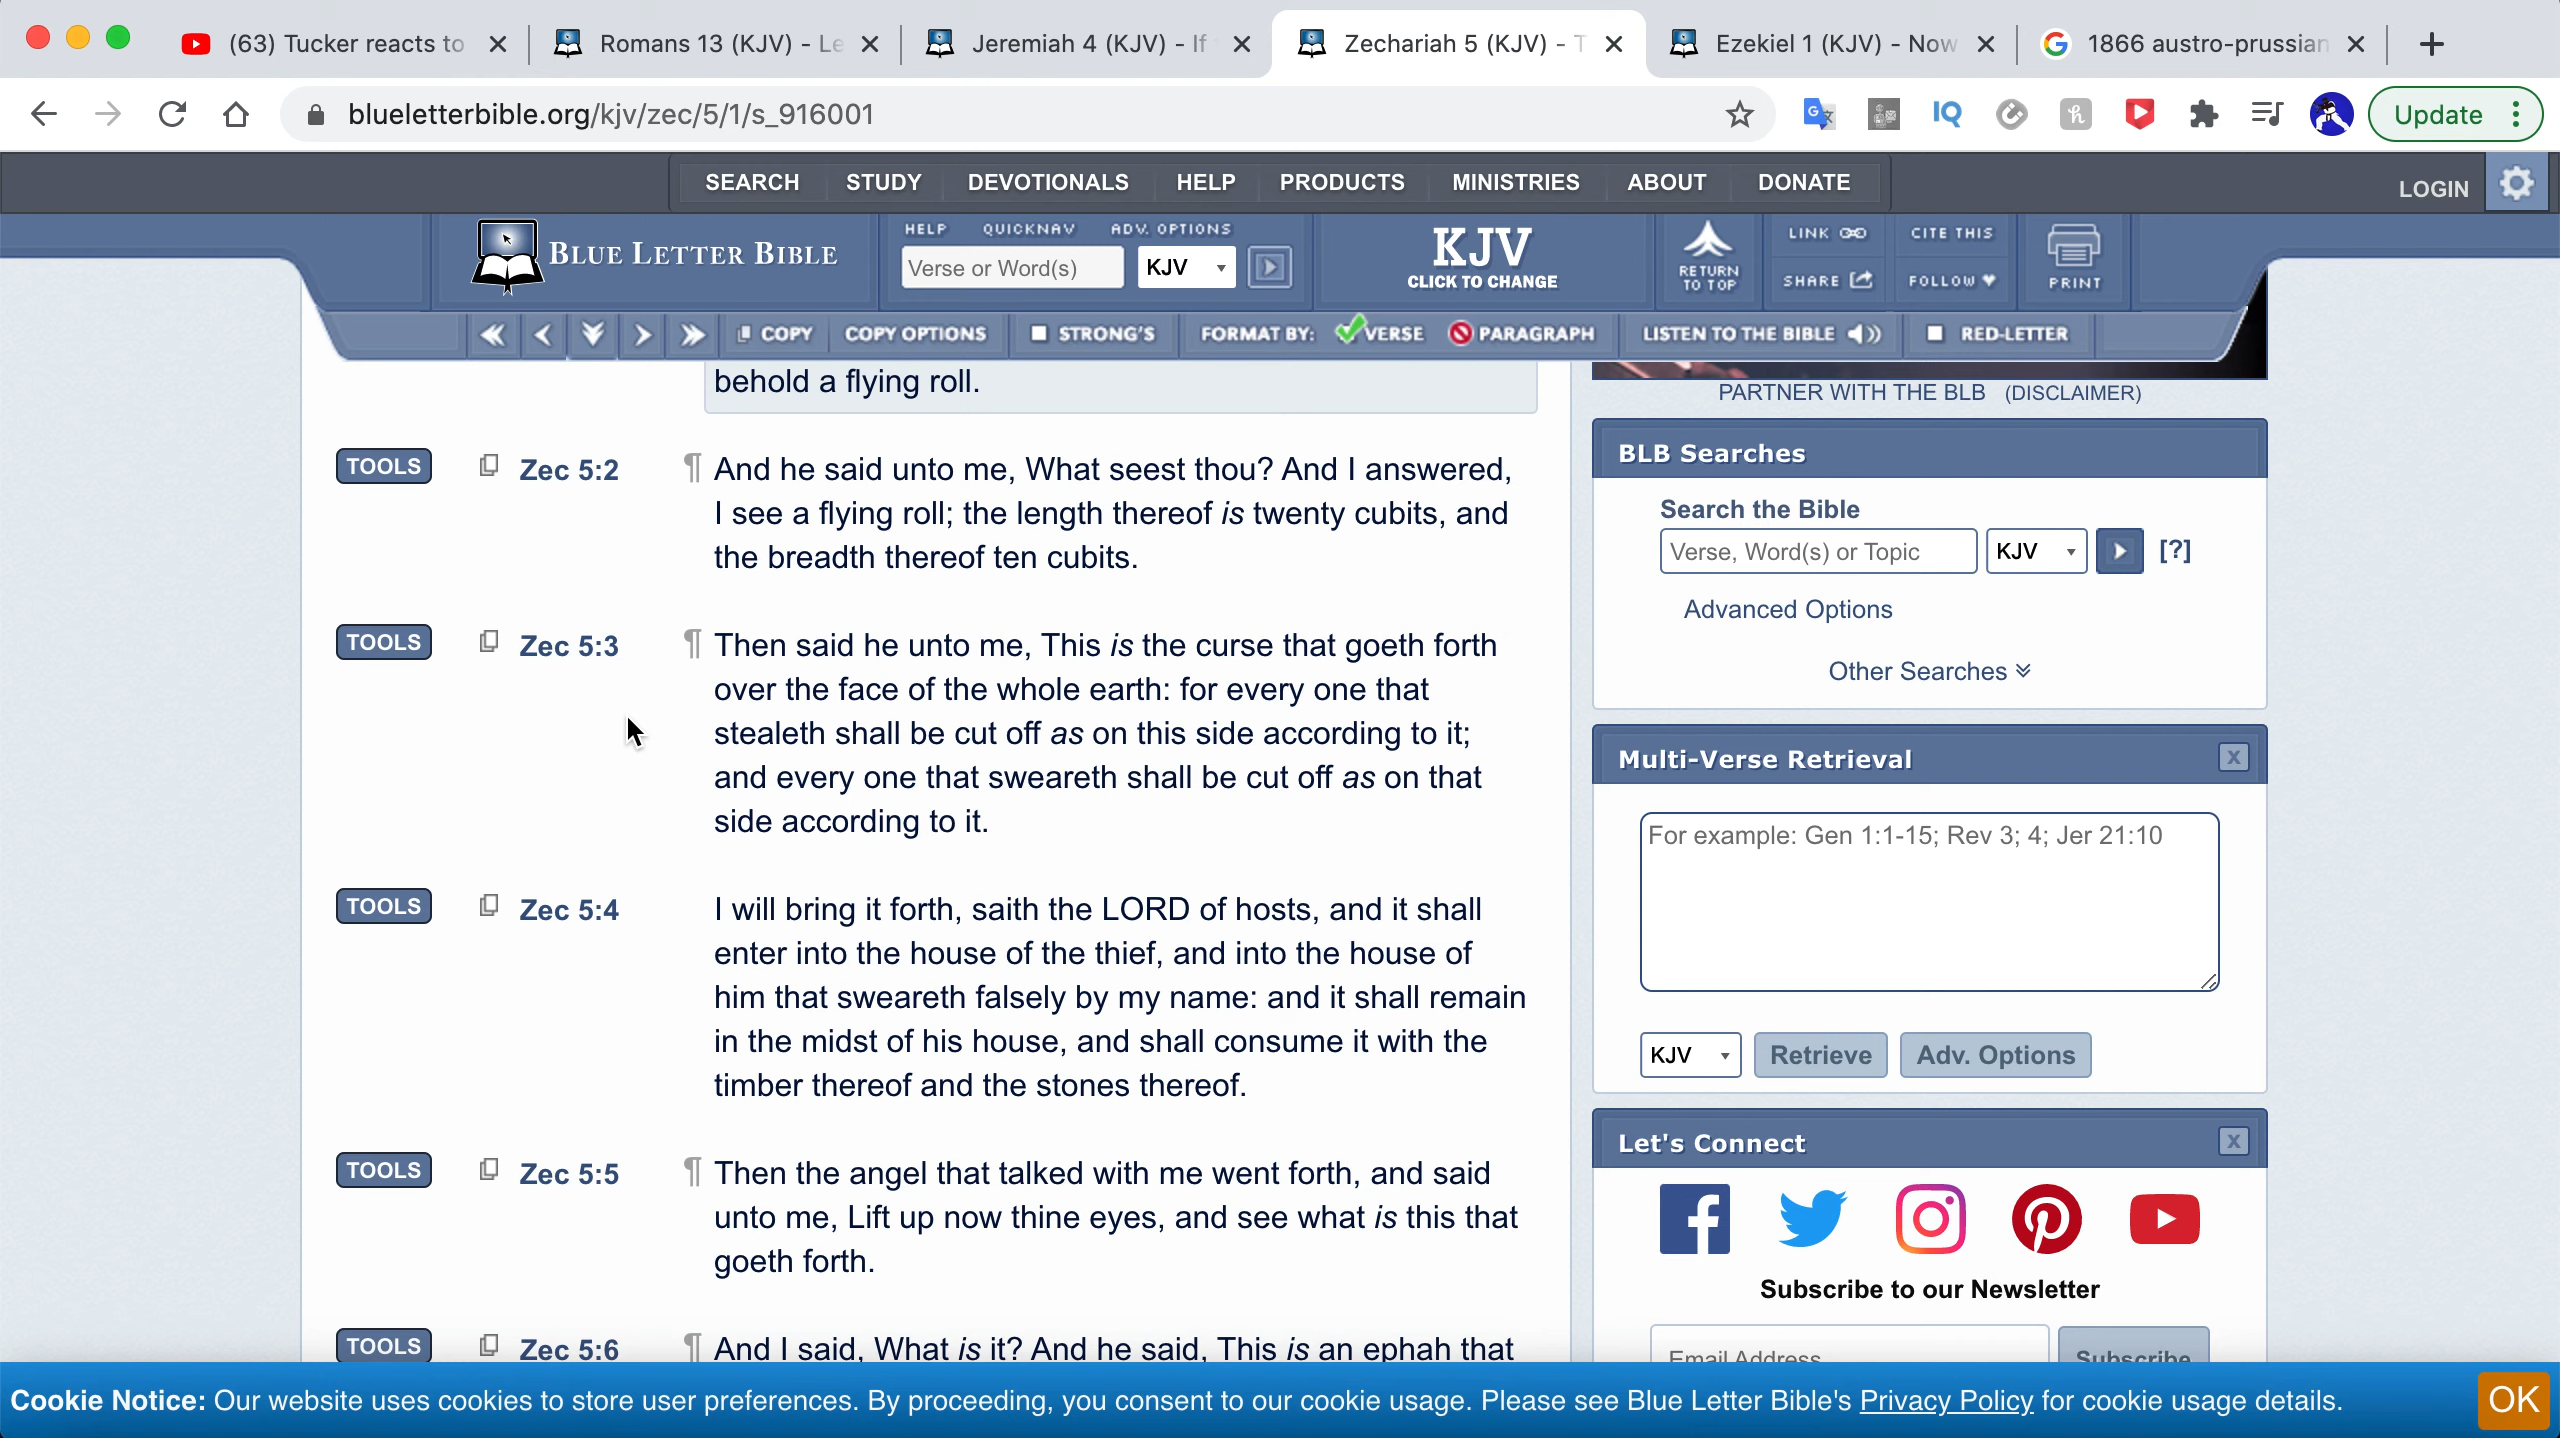 (63) Tucker reacts to
Romans 13 (KJV) - Le
Jeremiah 4 (KJV) - If
Zechariah 5 (KJV) - T
Ezekiel 1 (KJV) - Now
1866 austro-prussian
blueletterbible.org/kjv/zec/5/1/s_916001
IQ
Update
SEARCH STUDY DEVOTIONALS HELP PRODUCTS MINISTRIES ABOUT DONATE
LOGIN
BLUE LETTER BIBLE
HELP QUICKNAV ADV. OPTIONS
Verse or Word(s) KJV
KJV
CLICK TO CHANGE
RETURN
TO TOP
LINK
CITE THIS
SHARE
FOLLOW
PRINT
COPY COPY OPTIONS STRONG'S FORMAT BY: VERSE PARAGRAPH LISTEN TO THE BIBLE RED-LETTER
behold a flying roll.
TOOLS Zec 5:2 ¶ And he said unto me, What seest thou? And I answered,
I see a flying roll; the length thereof is twenty cubits, and
the breadth thereof ten cubits.
TOOLS Zec 5:3 ¶ Then said he unto me, This is the curse that goeth forth
over the face of the whole earth: for every one that
stealeth shall be cut off as on this side according to it;
and every one that sweareth shall be cut off as on that
side according to it.
TOOLS Zec 5:4 I will bring it forth, saith the LORD of hosts, and it shall
enter into the house of the thief, and into the house of
him that sweareth falsely by my name: and it shall remain
in the midst of his house, and shall consume it with the
timber thereof and the stones thereof.
TOOLS Zec 5:5 ¶ Then the angel that talked with me went forth, and said
unto me, Lift up now thine eyes, and see what is this that
goeth forth.
TOOLS Zec 5:6 ¶ And I said, What is it? And he said, This is an ephah that
PARTNER WITH THE BLB (DISCLAIMER)
BLB Searches
Search the Bible
Verse, Word(s) or Topic KJV [?]
Advanced Options
Other Searches
Multi-Verse Retrieval X
For example: Gen 1:1-15; Rev 3; 4; Jer 21:10
KJV Retrieve Adv. Options
Let's Connect X
Subscribe to our Newsletter
Email Address Subscribe
Cookie Notice: Our website uses cookies to store user preferences. By proceeding, you consent to our cookie usage. Please see Blue Letter Bible's Privacy Policy for cookie usage details.
OK